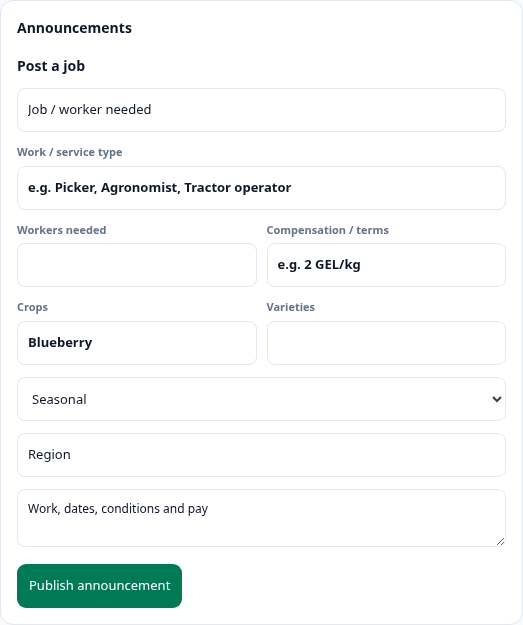 Announcements
Post a job
Job / worker needed
Work / service type
e.g. Picker, Agronomist, Tractor operator
Workers needed
Compensation / terms
e.g. 2 GEL/kg
Crops
Varieties
Blueberry
Seasonal
Region
Work, dates, conditions and pay
Publish announcement